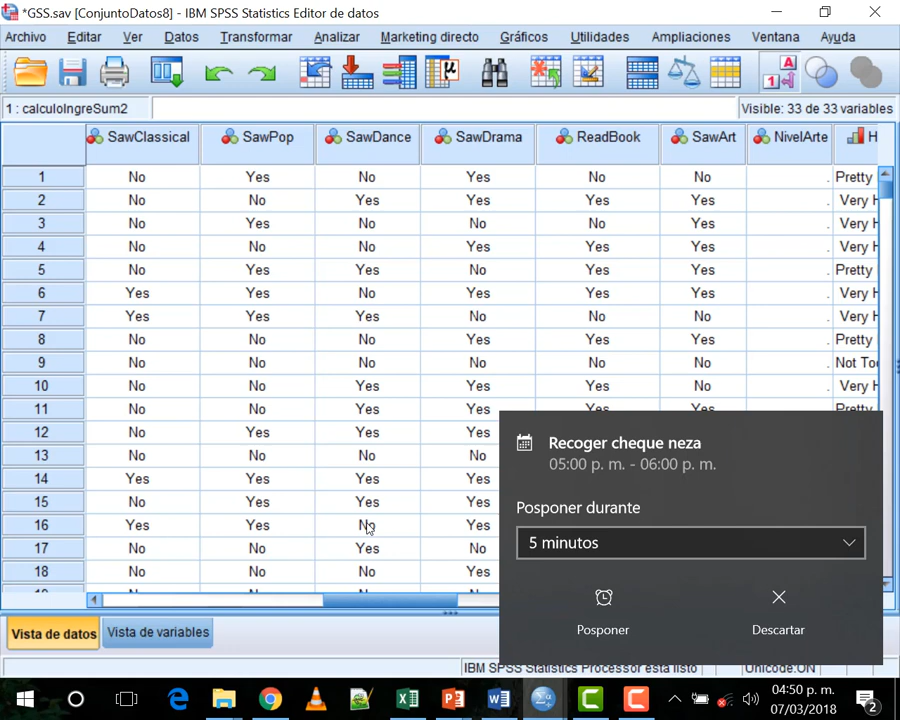 *GSS.sav [ConjuntoDatos8] - IBM SPSS Statistics Editor de datos
Archivo Editar Ver Datos Transformar Analizar Marketing directo Gráficos Utilidades Ampliaciones Ventana Ayuda
1 : calculoIngreSum2 Visible: 33 de 33 variables
SawClassical SawPop SawDance SawDrama ReadBook SawArt NivelArte H
1 No Yes No Yes No No . Pretty
2 No No Yes Yes Yes Yes . Very H
3 No Yes No No No Yes . Very H
4 No No No Yes Yes Yes . Very H
5 No Yes Yes No Yes Yes . Pretty
6 Yes Yes No Yes Yes Yes . Very H
7 Yes Yes Yes No No No . Very H
8 No No No Yes Yes Yes . Pretty
9 No No No No No No . Not Too
10 No No Yes Yes Yes No . Very H
11 No No Yes Yes Yes Yes Pretty
12 No Yes Yes Yes
13 No No No No
14 Yes Yes Yes Yes
15 No Yes Yes Yes
16 Yes Yes No Yes
17 No No Yes No
18 No No No Yes
Recoger cheque neza
05:00 p. m. - 06:00 p. m.
Posponer durante
5 minutos
Posponer Descartar
Vista de datos Vista de variables
IBM SPSS Statistics Processor está listo Unicode:ON
04:50 p. m.
07/03/2018
2